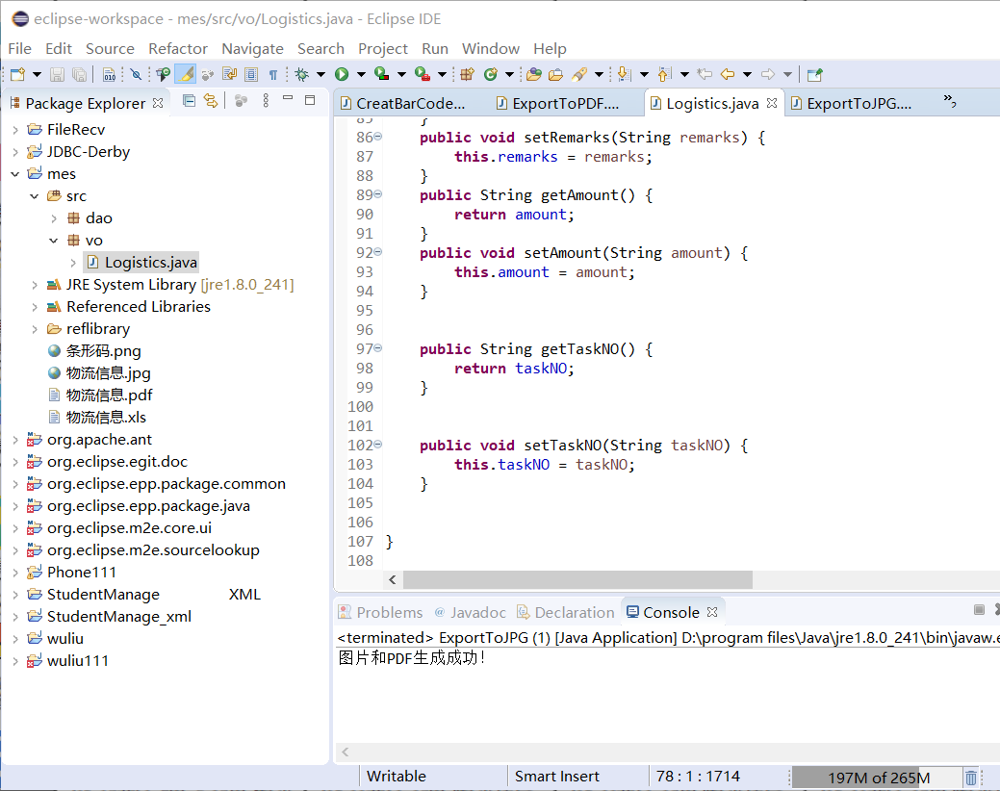 eclipse-workspace - mes/src/vo/Logistics.java - Eclipse IDE
File Edit Source Refactor Navigate Search Project Run Window Help
Package Explorer
FileRecv
JDBC-Derby
mes
src
dao
vo
Logistics.java
JRE System Library [jre1.8.0_241]
Referenced Libraries
reflibrary
条形码.png
物流信息.jpg
物流信息.pdf
物流信息.xls
org.apache.ant
org.eclipse.egit.doc
org.eclipse.epp.package.common
org.eclipse.epp.package.java
org.eclipse.m2e.core.ui
org.eclipse.m2e.sourcelookup
Phone111
StudentManage XML
StudentManage_xml
wuliu
wuliu111
CreatBarCode... ExportToPDF.... Logistics.java ExportToJPG.... »2
85 }
86 public void setRemarks(String remarks) {
87 this.remarks = remarks;
88 }
89 public String getAmount() {
90 return amount;
91 }
92 public void setAmount(String amount) {
93 this.amount = amount;
94 }
95
96
97 public String getTaskNO() {
98 return taskNO;
99 }
100
101
102 public void setTaskNO(String taskNO) {
103 this.taskNO = taskNO;
104 }
105
106
107 }
108
Problems @ Javadoc Declaration Console
<terminated> ExportToJPG (1) [Java Application] D:\program files\Java\jre1.8.0_241\bin\javaw.e
图片和PDF生成成功!
Writable Smart Insert 78 : 1 : 1714 197M of 265M